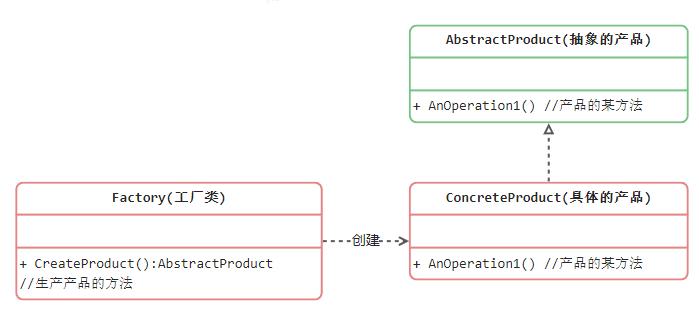 AbstractProduct(抽象的产品)
+ AnOperation1() //产品的某方法
Factory(工厂类)
+ CreateProduct():AbstractProduct
//生产产品的方法
创建
ConcreteProduct(具体的产品)
+ AnOperation1() //产品的某方法